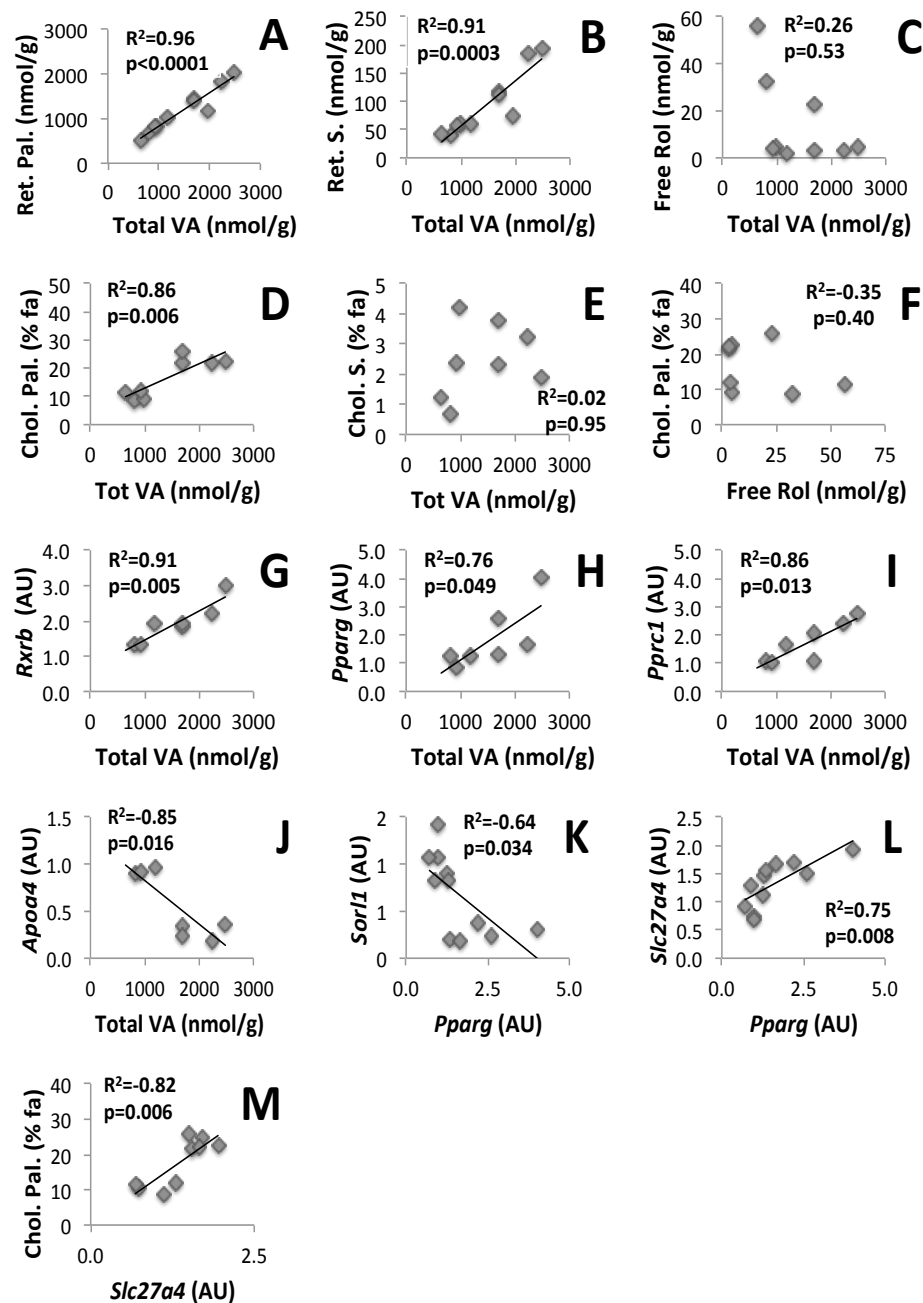 R²=0.96
p<0.0001
A
Ret. Pal. (nmol/g)
3000
2000
1000
0
0 1000 2000 3000
Total VA (nmol/g)
R²=0.91
p=0.0003
B
Ret. S. (nmol/g)
250
200
150
100
50
0
0 1000 2000 3000
Total VA (nmol/g)
R²=0.26
p=0.53
C
Free Rol (nmol/g)
60
40
20
0
0 1000 2000 3000
Total VA (nmol/g)
R²=0.86
p=0.006
D
Chol. Pal. (% fa)
50
40
30
20
10
0
0 1000 2000 3000
Tot VA (nmol/g)
E
Chol. S. (% fa)
5
4
3
2
1
0
R²=0.02
p=0.95
0 1000 2000 3000
Tot VA (nmol/g)
R²=-0.35
p=0.40
F
Chol. Pal. (% fa)
40
30
20
10
0
0 25 50 75
Free Rol (nmol/g)
R²=0.91
p=0.005
G
Rxrb (AU)
4.0
3.0
2.0
1.0
0.0
0 1000 2000 3000
Total VA (nmol/g)
R²=0.76
p=0.049
H
Pparg (AU)
5.0
4.0
3.0
2.0
1.0
0.0
0 1000 2000 3000
Total VA (nmol/g)
R²=0.86
p=0.013
I
Pprc1 (AU)
5.0
4.0
3.0
2.0
1.0
0.0
0 1000 2000 3000
Total VA (nmol/g)
R²=-0.85
p=0.016
J
Apoa4 (AU)
1.5
1.0
0.5
0.0
0 1000 2000 3000
Total VA (nmol/g)
R²=-0.64
p=0.034
K
Sorl1 (AU)
2
1
1
0
0.0 2.5 5.0
Pparg (AU)
L
Slc27a4 (AU)
2.5
2.0
1.5
1.0
0.5
0.0
R²=0.75
p=0.008
0.0 2.5 5.0
Pparg (AU)
R²=-0.82
p=0.006
M
Chol. Pal. (% fa)
40
30
20
10
0
0.0 2.5
Slc27a4 (AU)